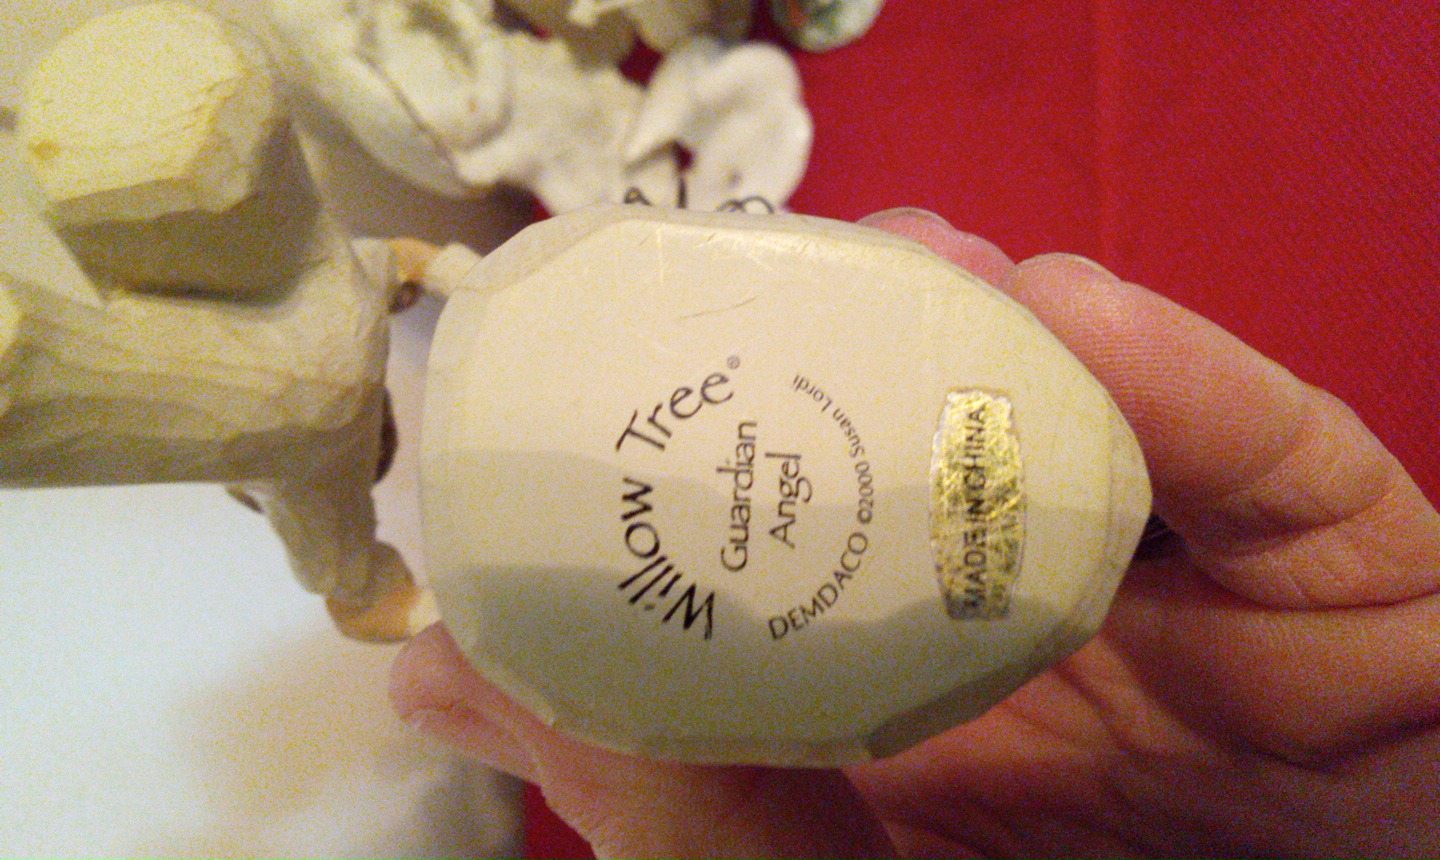 Willow Tree®
Guardian
Angel
DEMDACO ©2000 Susan Lordi
MADE IN CHINA